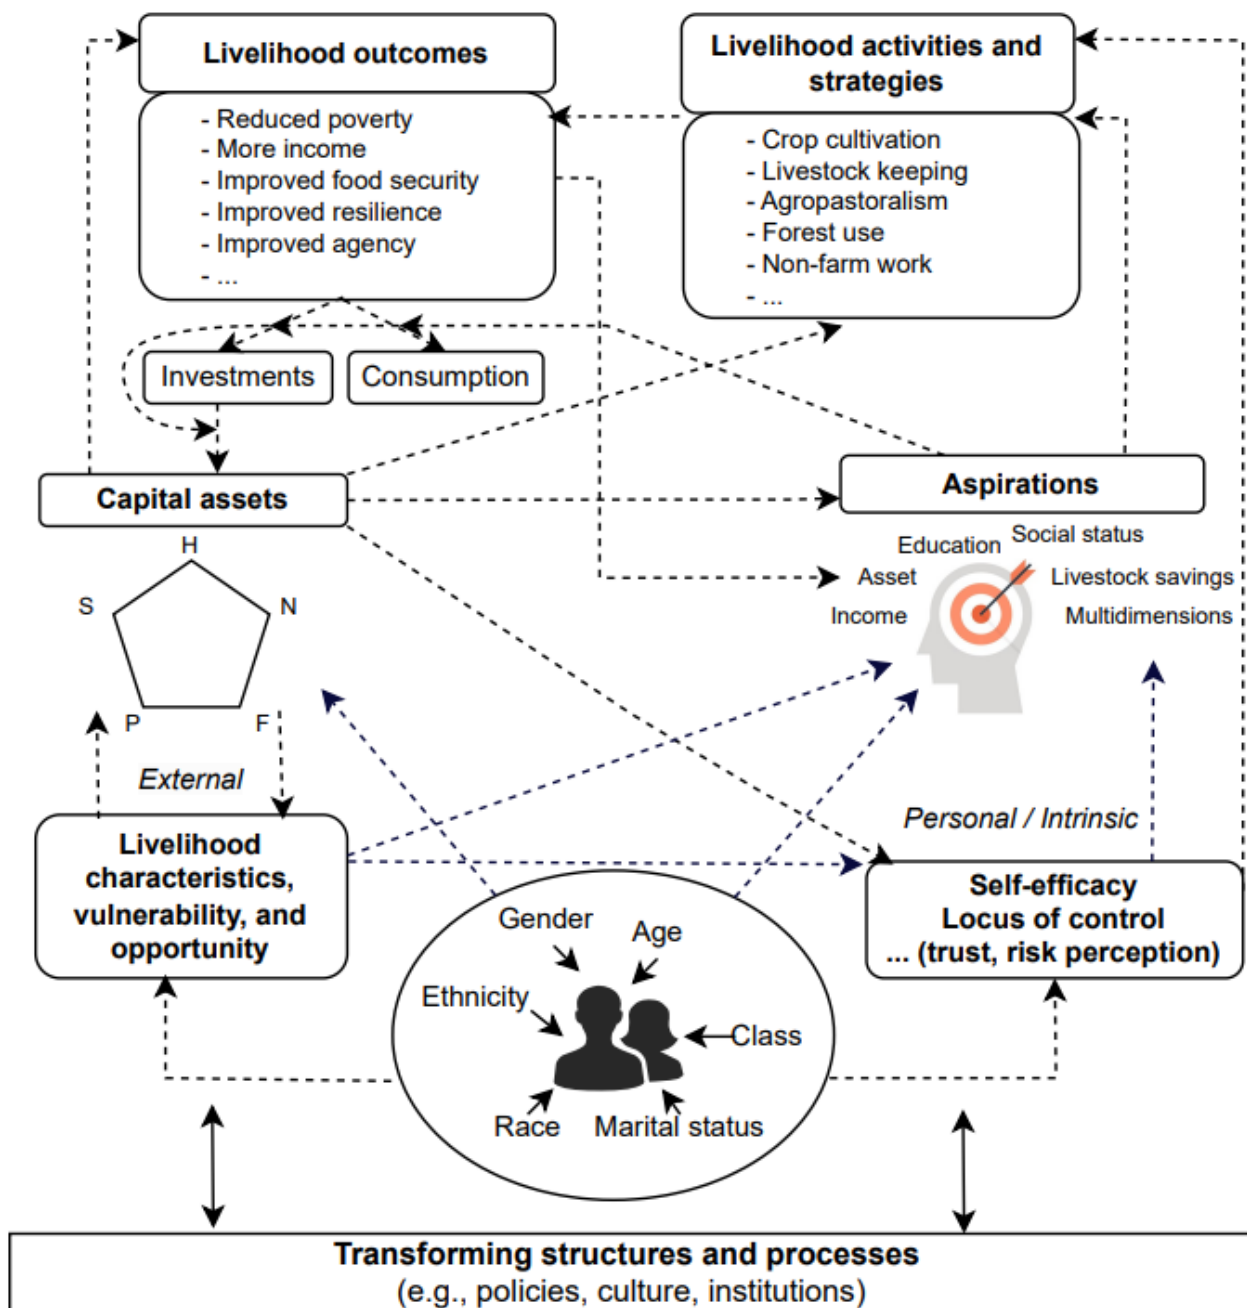 Livelihood outcomes
- Reduced poverty
- More income
- Improved food security
- Improved resilience
- Improved agency
- ...
Livelihood activities and
strategies
- Crop cultivation
- Livestock keeping
- Agropastoralism
- Forest use
- Non-farm work
- ...
Investments
Consumption
Capital assets
H
S
N
P
F
Aspirations
Social status
Education
Asset
Livestock savings
Income
Multidimensions
External
Livelihood
characteristics,
vulnerability, and
opportunity
Personal / Intrinsic
Self-efficacy
Locus of control
... (trust, risk perception)
Gender
Age
Ethnicity
Class
Race
Marital status
Transforming structures and processes
(e.g., policies, culture, institutions)